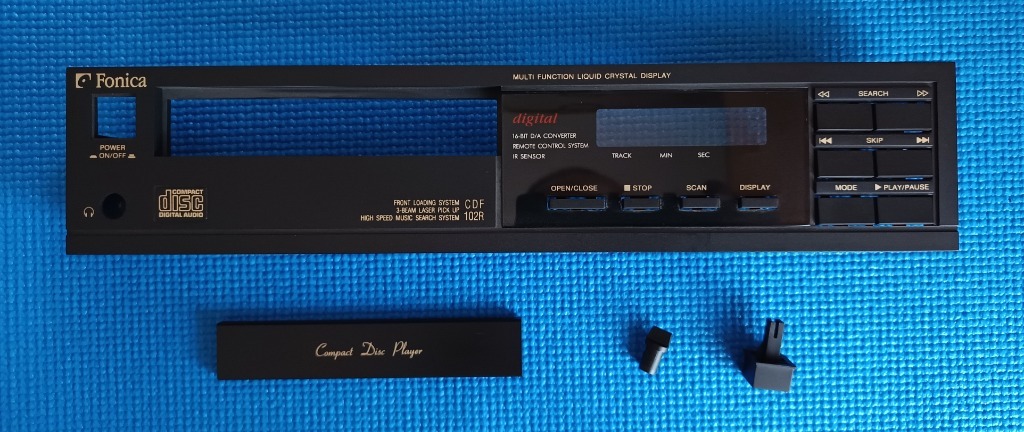 Fonica
MULTI FUNCTION LIQUID CRYSTAL DISPLAY
POWER
ON/OFF
COMPACT
disc
DIGITAL AUDIO
FRONT LOADING SYSTEM
3-BEAM LASER PICK UP
HIGH SPEED MUSIC SEARCH SYSTEM
CDF
102R
digital
16-BIT D/A CONVERTER
REMOTE CONTROL SYSTEM
IR SENSOR
TRACK MIN SEC
OPEN/CLOSE STOP SCAN DISPLAY
SEARCH
SKIP
MODE PLAY/PAUSE
Compact Disc Player